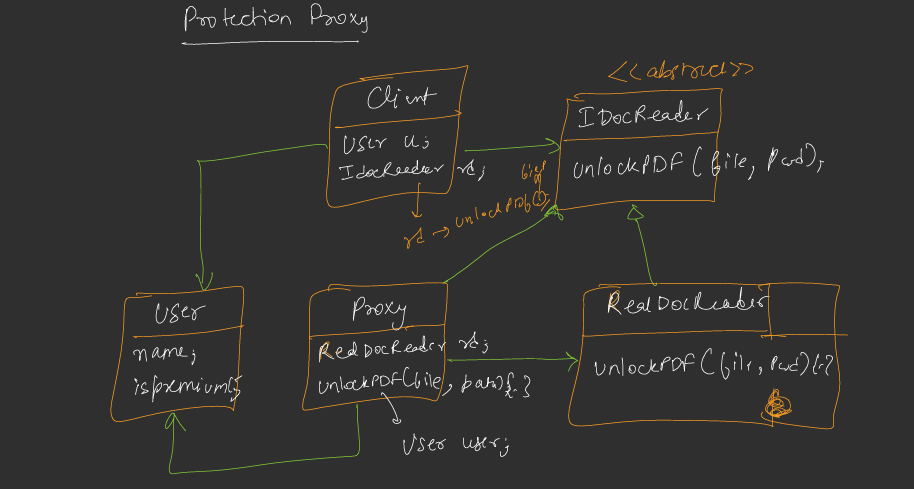 Protection Proxy
<<abstract>>
Client
User u;
IdocReader rd;
rd → unlockPDF();
IDocReader
unlockPDF(file, pwd);
User
name;
ispremium();
Proxy
RealDocReader rd;
unlockPDF(file, path){:}
User user;
RealDocReader
unlockPDF(file, pwd){:}